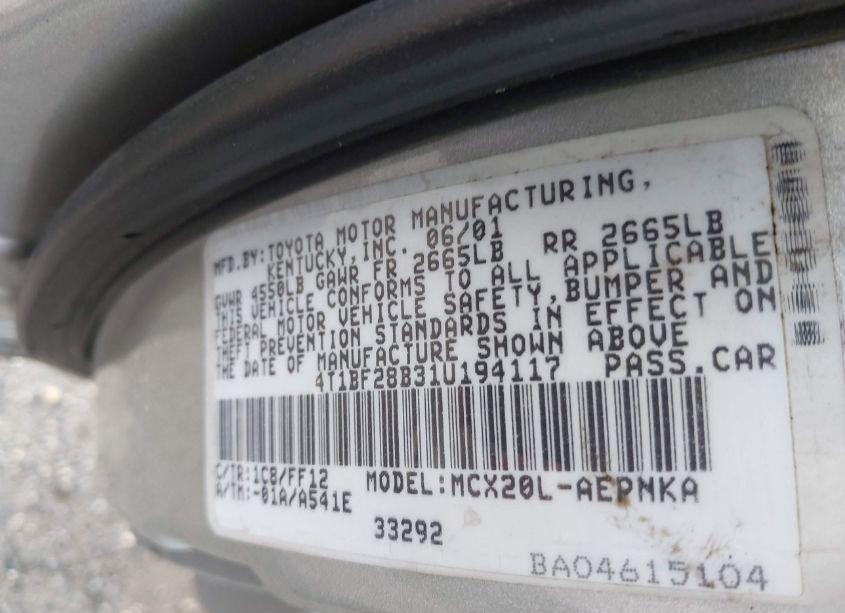 MFD.BY:TOYOTA MOTOR MANUFACTURING,
KENTUCKY,INC. 06/01
GVWR 4550LB GAWR FR 2665LB RR 2665LB
THIS VEHICLE CONFORMS TO ALL APPLICABLE
FEDERAL MOTOR VEHICLE SAFETY,BUMPER AND
THEFT PREVENTION STANDARDS IN EFFECT ON
THE DATE OF MANUFACTURE SHOWN ABOVE
4T1BF28B31U194117 PASS.CAR
C/TR:1C8/FF12 MODEL:MCX20L-AEPNKA
A/TM:-01A/A541E
33292
BA04615104